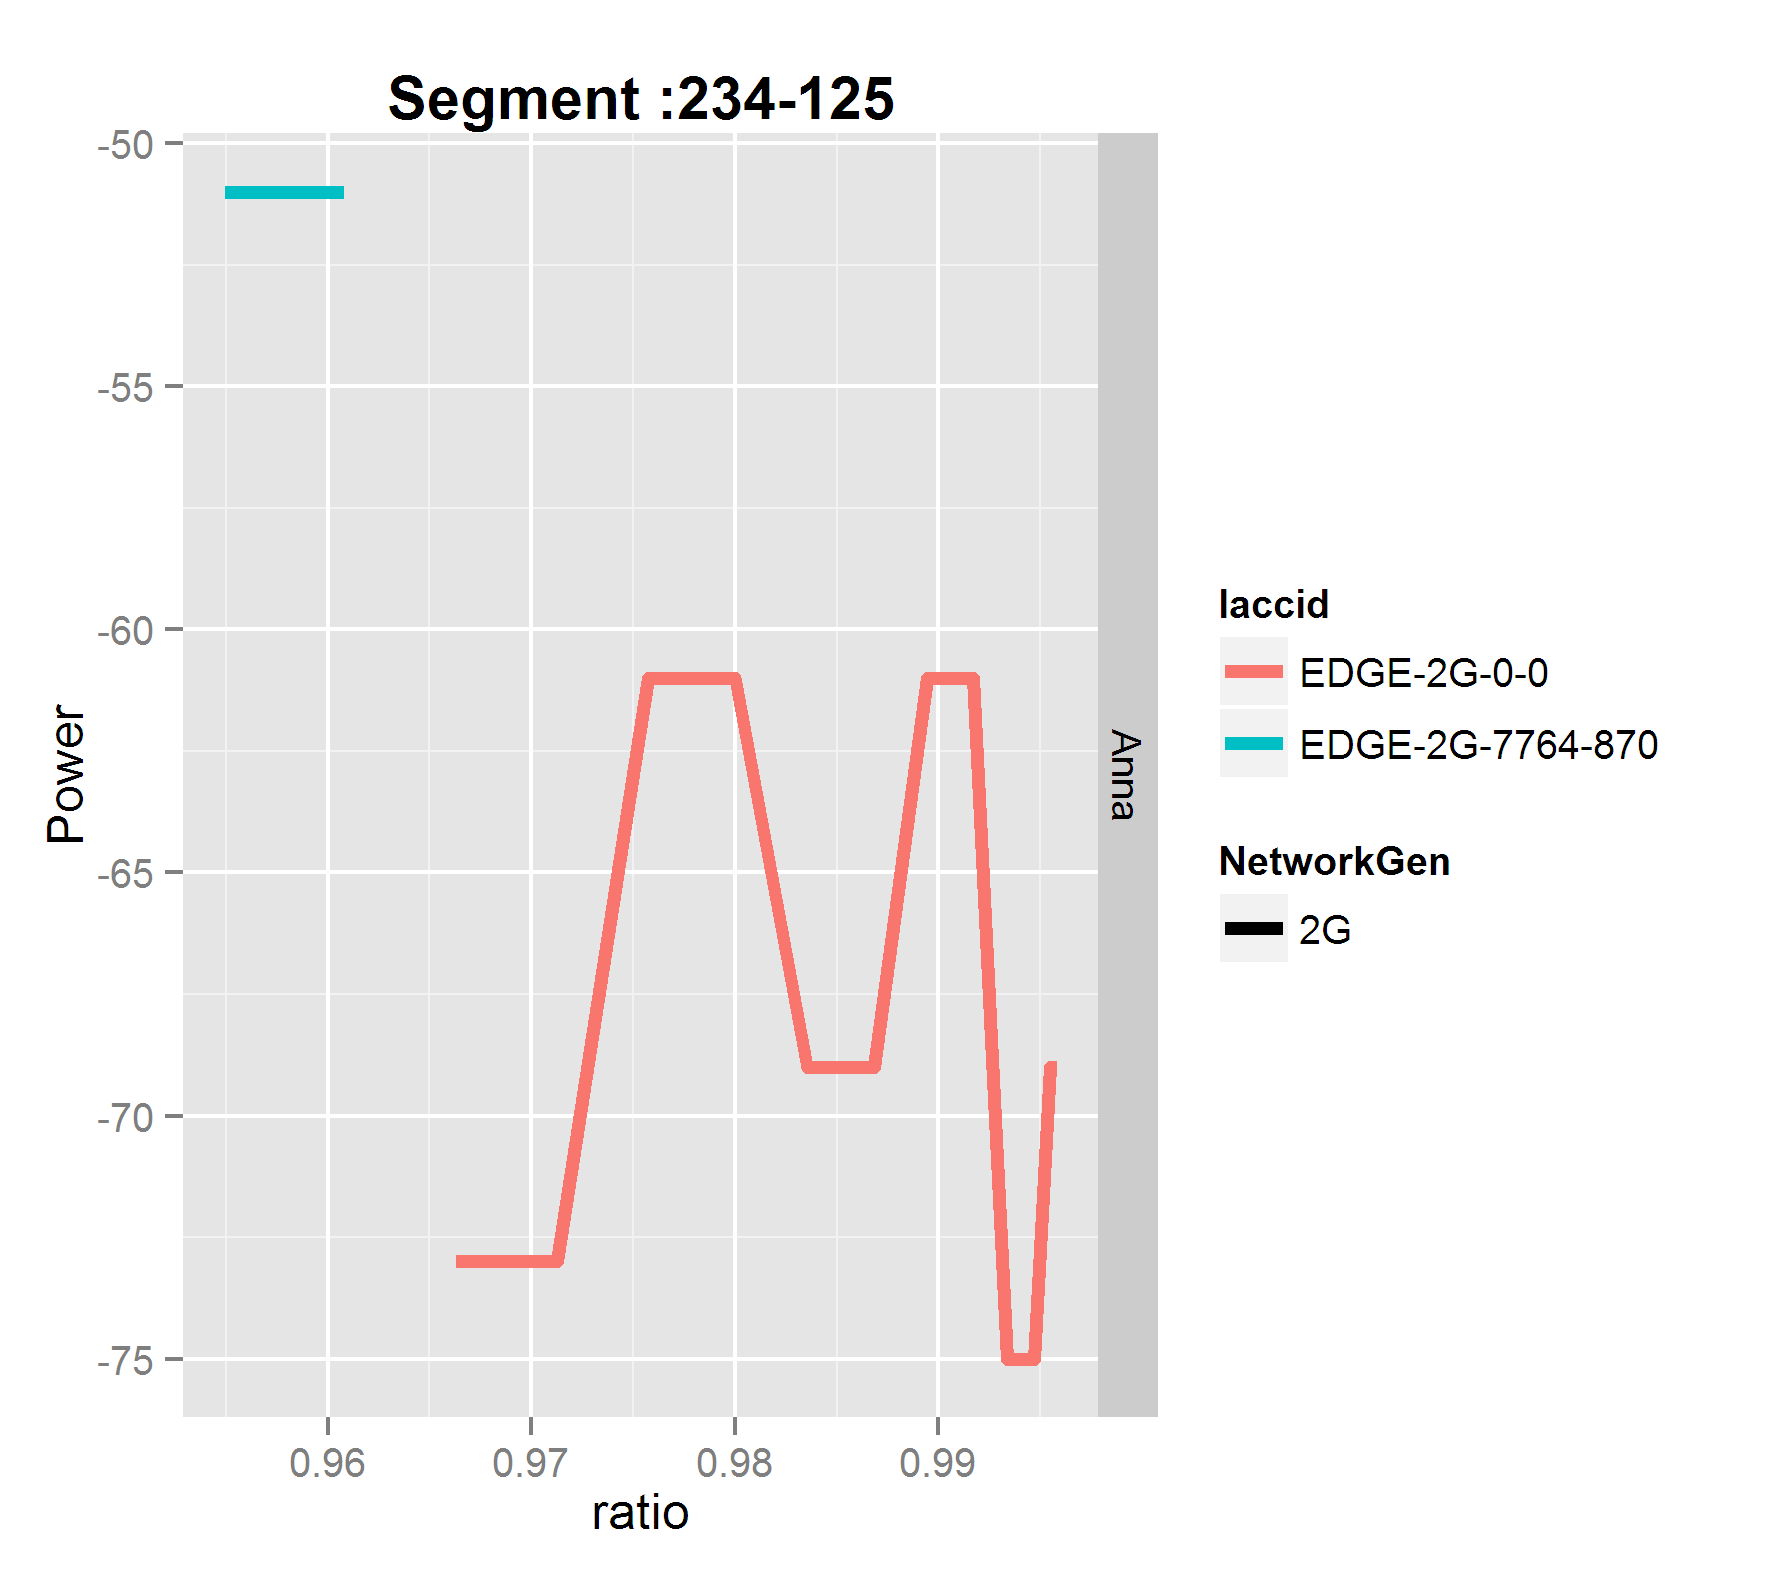 Segment :234-125
-50
-55
-60
-65
-70
-75
Power
0.96 0.97 0.98 0.99
ratio
Anna
laccid
EDGE-2G-0-0
EDGE-2G-7764-870
NetworkGen
2G